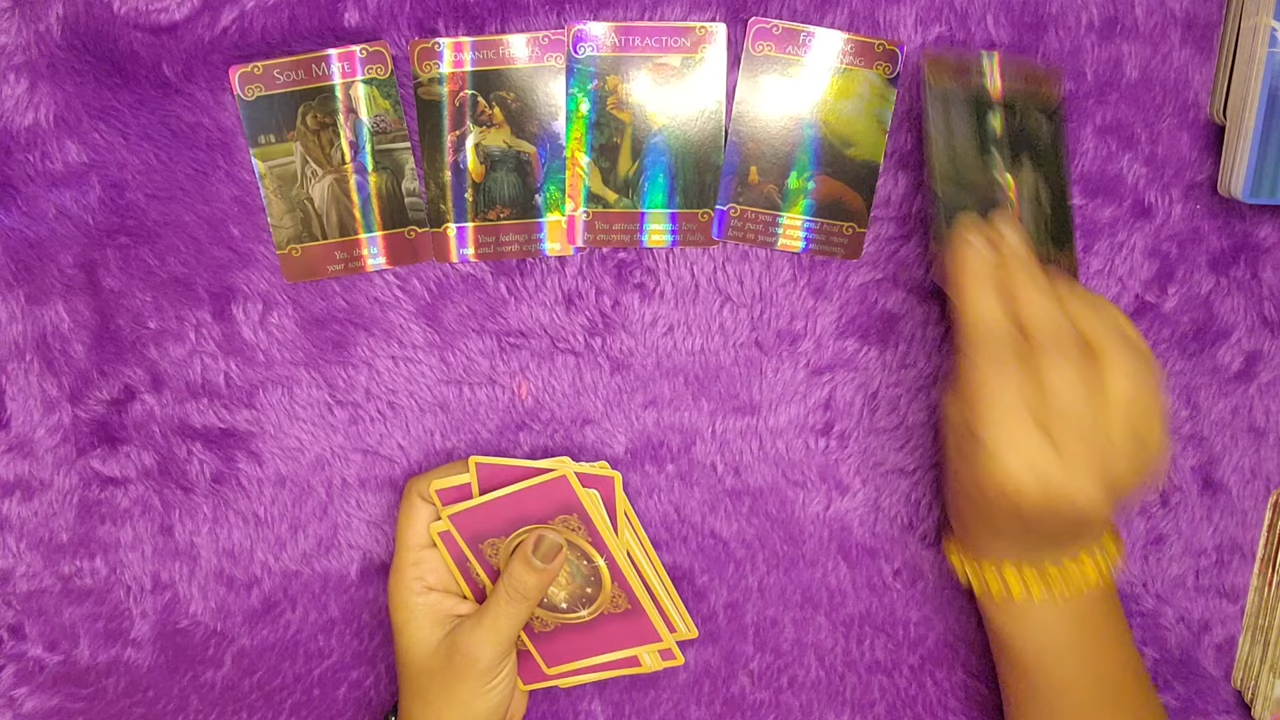 SOUL MATE
Yes, this is
your soul mate.
ROMANTIC FEELINGS
Your feelings are
real and worth exploring.
ATTRACTION
You attract romantic love
by enjoying this moment fully.
AND
As you release and heal
the past, you experience more
love in your present moments.